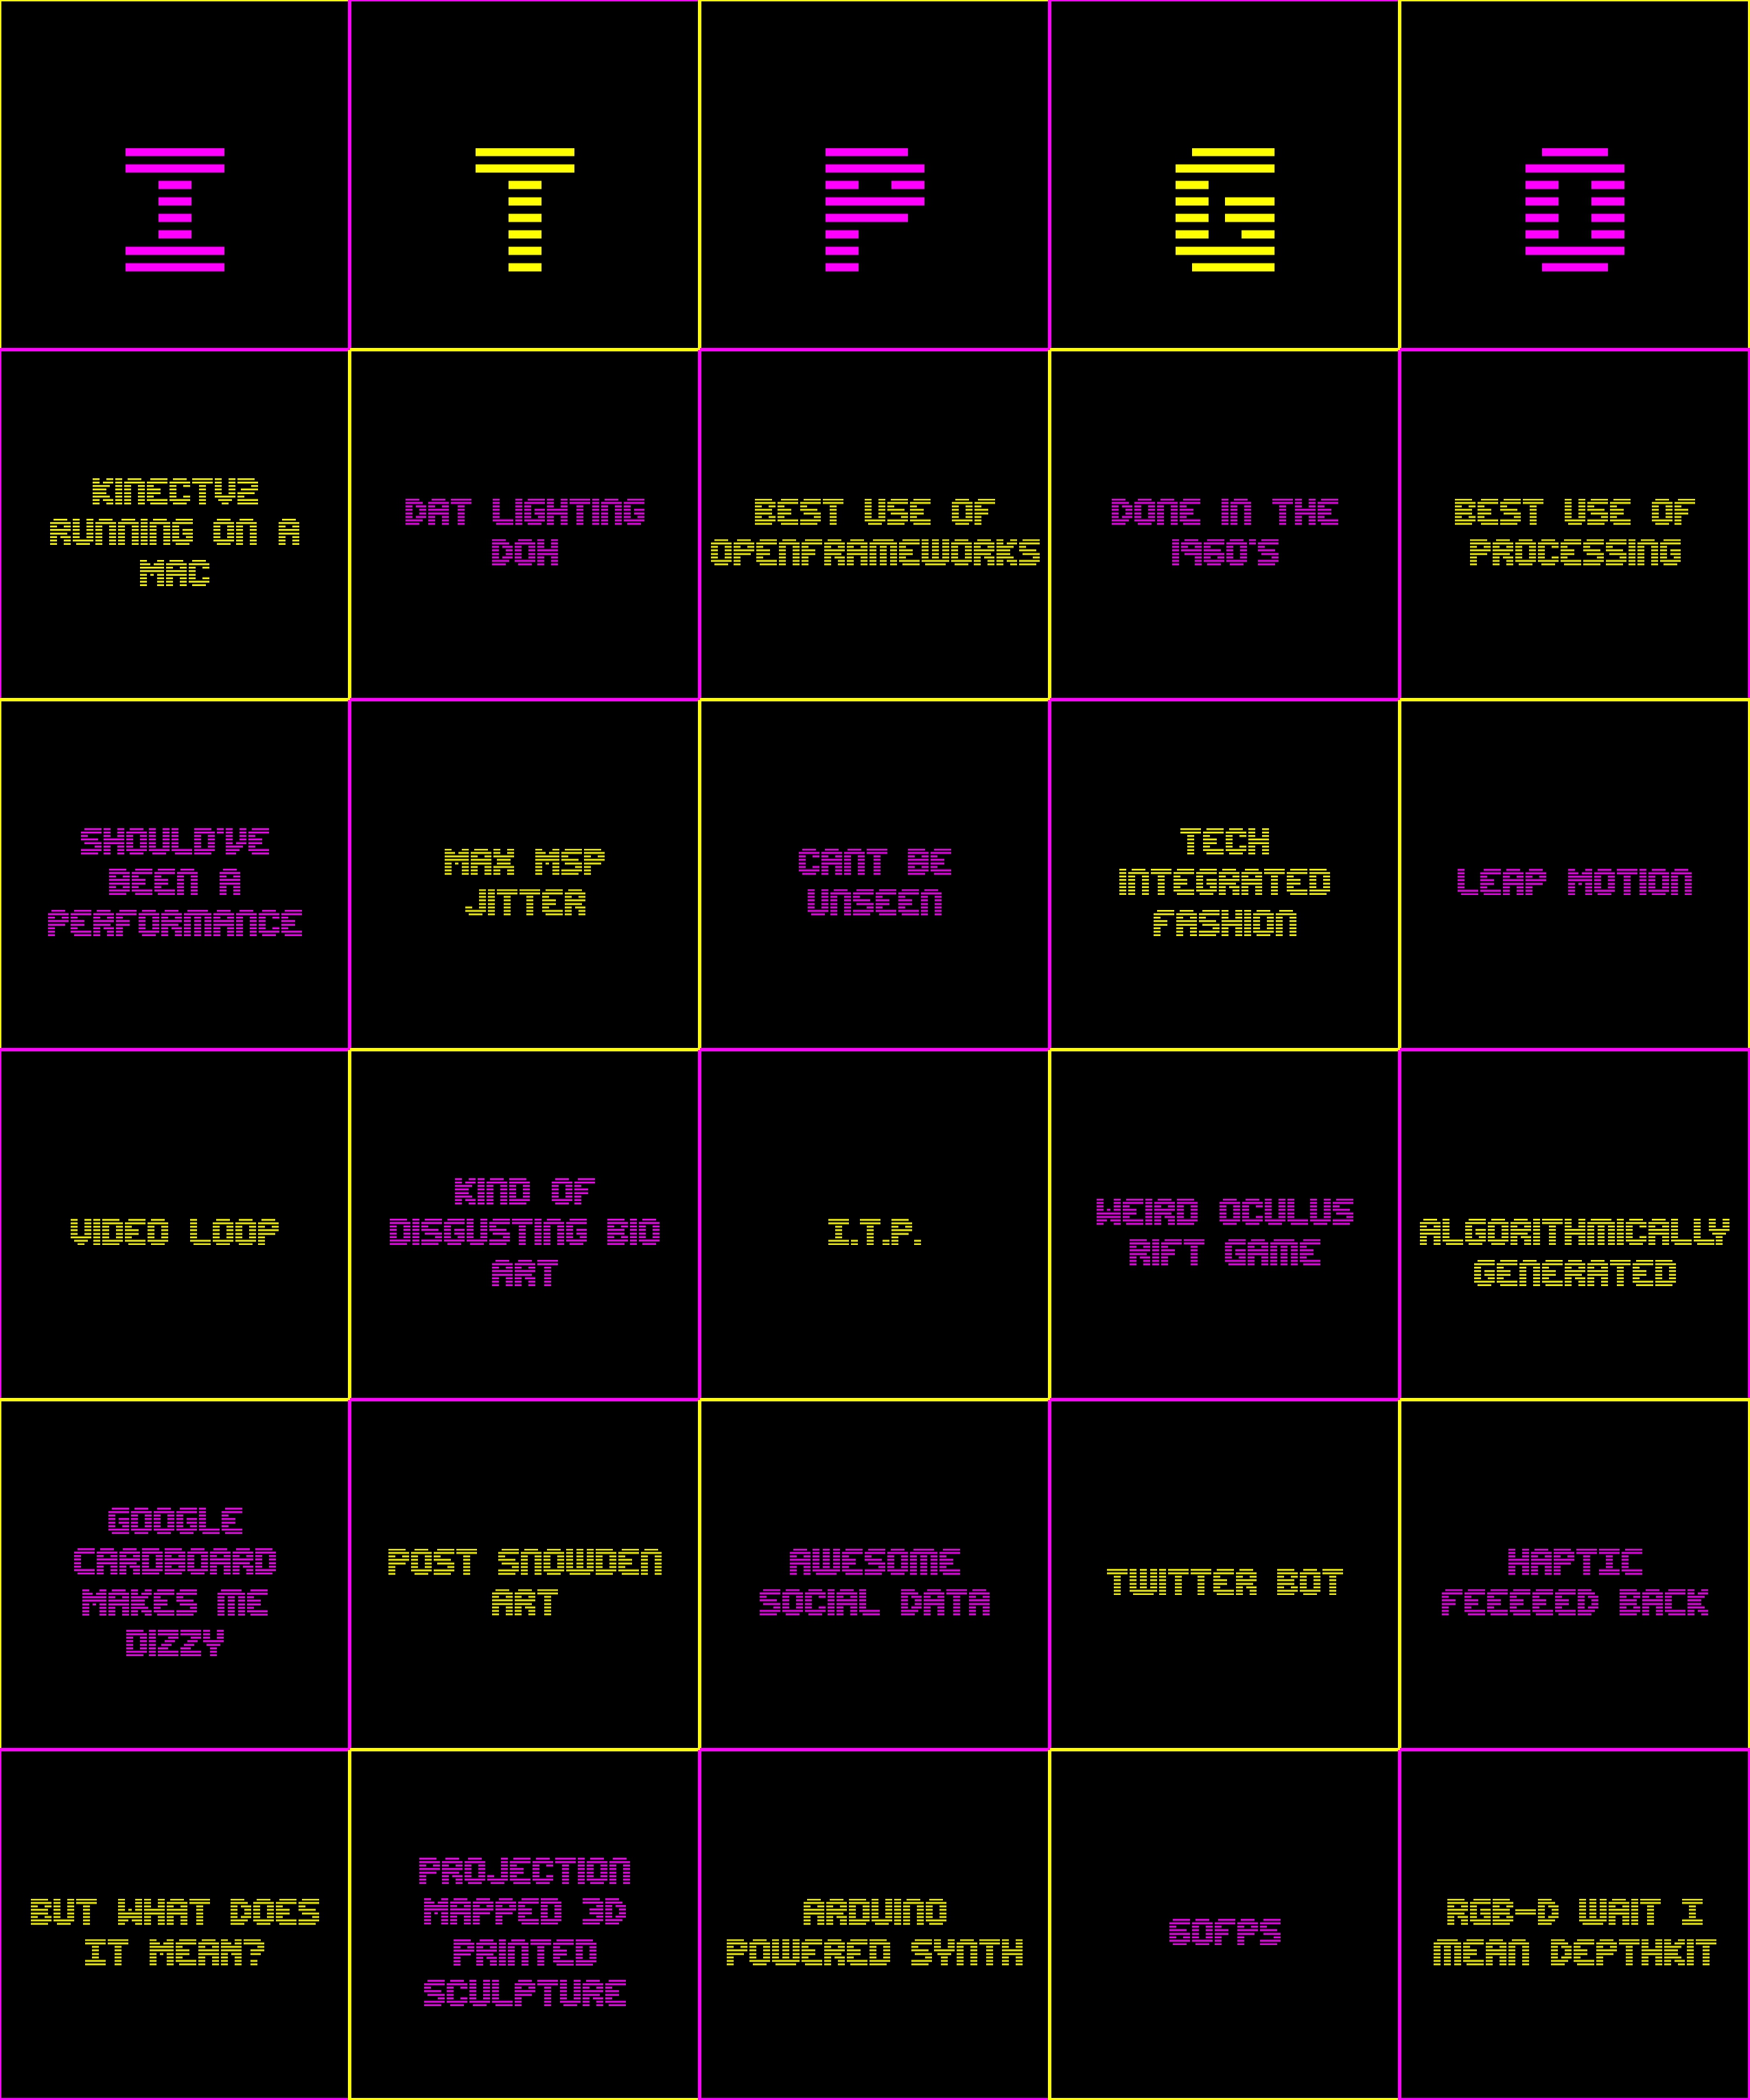 I T P G O
KINECTV2
RUNNING ON A
MAC
DAT LIGHTING
DOH
BEST USE OF
OPENFRAMEWORKS
DONE IN THE
1960'S
BEST USE OF
PROCESSING
SHOULD'VE
BEEN A
PERFORMANCE
MAX MSP
JITTER
CANT BE
UNSEEN
TECH
INTEGRATED
FASHION
LEAP MOTION
VIDEO LOOP
KIND OF
DISGUSTING BIO
ART
I.T.P.
WEIRD OCULUS
RIFT GAME
ALGORITHMICALLY
GENERATED
GOOGLE
CARDBOARD
MAKES ME
DIZZY
POST SNOWDEN
ART
AWESOME
SOCIAL DATA
TWITTER BOT
HAPTIC
FEEEEED BACK
BUT WHAT DOES
IT MEAN?
PROJECTION
MAPPED 3D
PRINTED
SCULPTURE
ARDUINO
POWERED SYNTH
60FPS
RGB-D WAIT I
MEAN DEPTHKIT